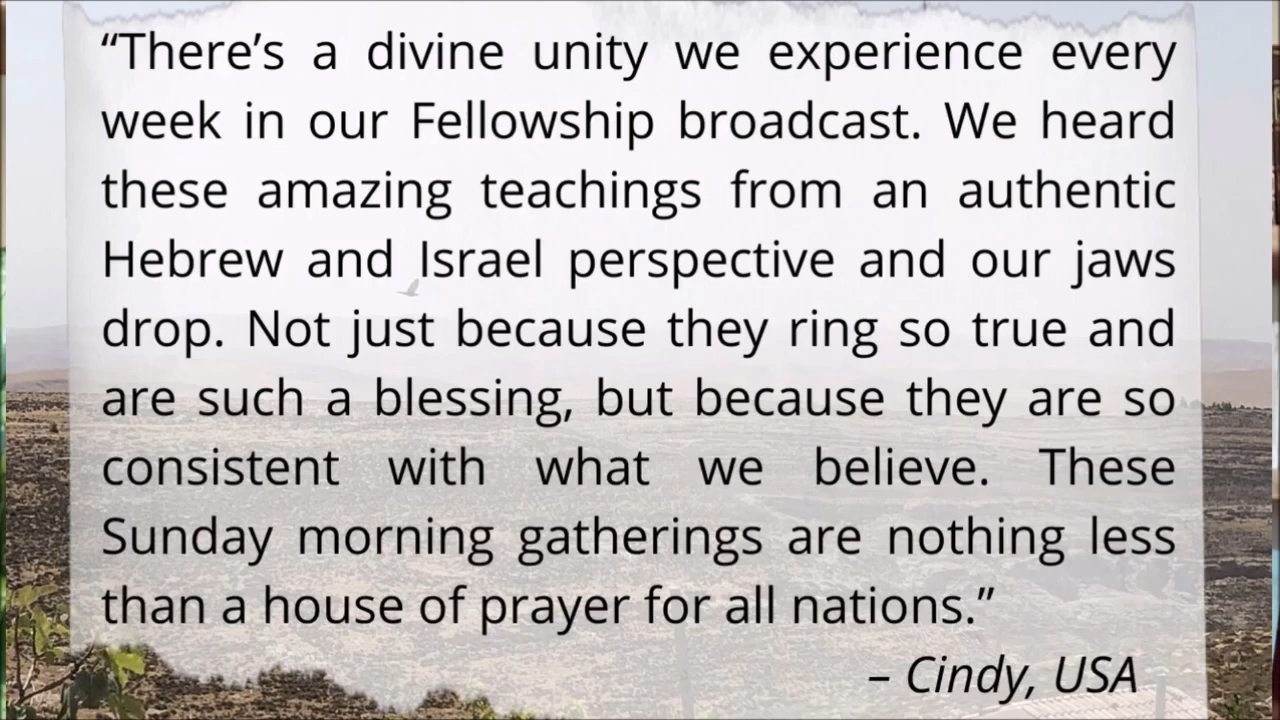 “There’s a divine unity we experience every
week in our Fellowship broadcast. We heard
these amazing teachings from an authentic
Hebrew and Israel perspective and our jaws
drop. Not just because they ring so true and
are such a blessing, but because they are so
consistent with what we believe. These
Sunday morning gatherings are nothing less
than a house of prayer for all nations.”
– Cindy, USA